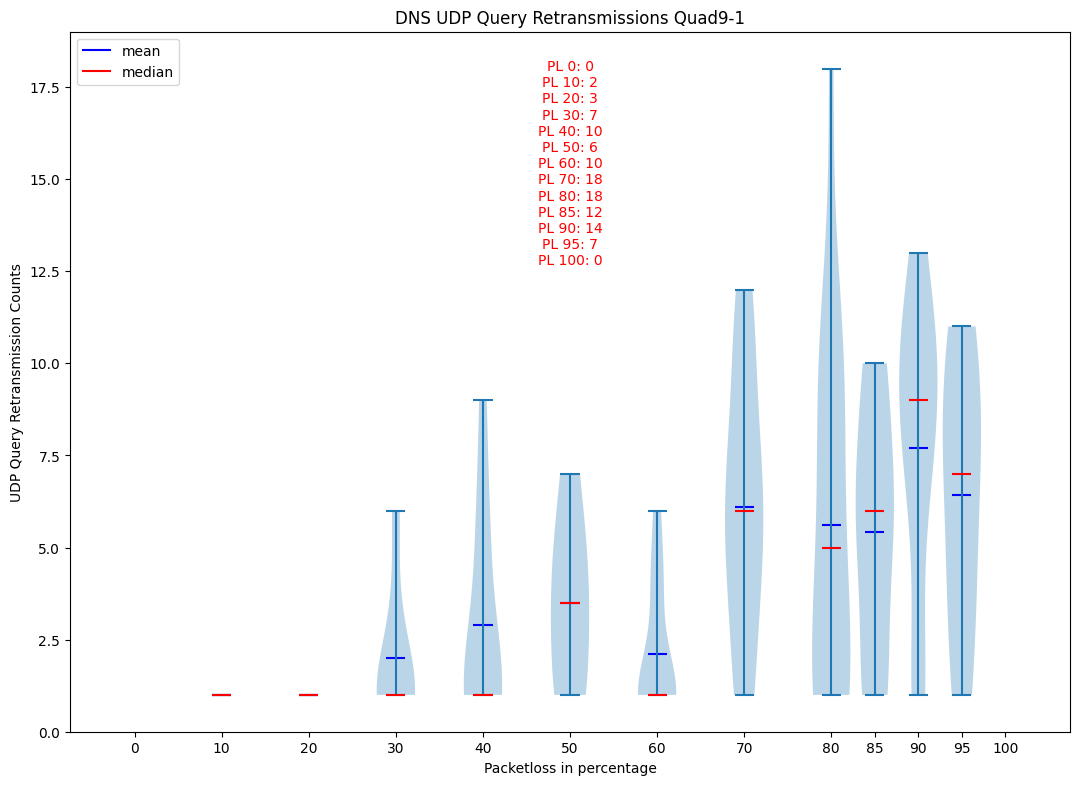 DNS UDP Query Retransmissions Quad9-1
mean
median
PL 0: 0
PL 10: 2
PL 20: 3
PL 30: 7
PL 40: 10
PL 50: 6
PL 60: 10
PL 70: 18
PL 80: 18
PL 85: 12
PL 90: 14
PL 95: 7
PL 100: 0
UDP Query Retransmission Counts
17.5
15.0
12.5
10.0
7.5
5.0
2.5
0.0
0 10 20 30 40 50 60 70 80 85 90 95 100
Packetloss in percentage